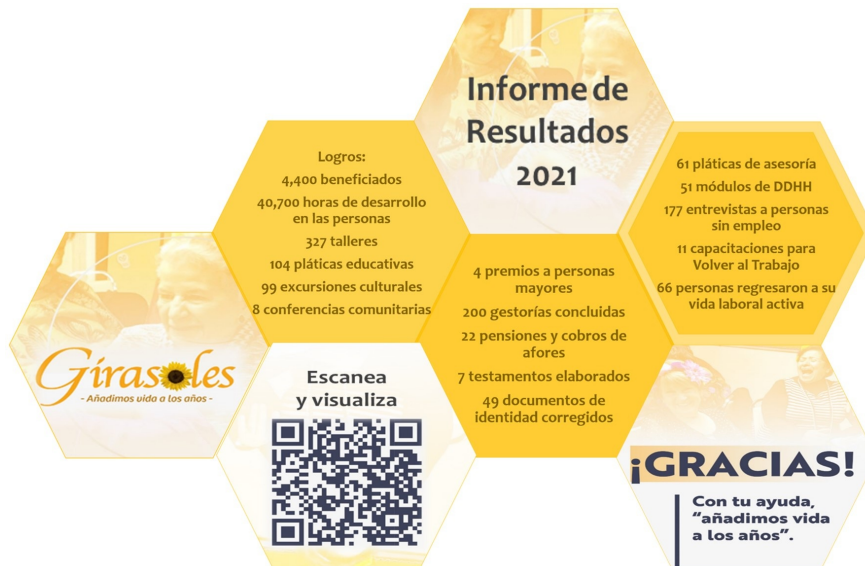 Informe de
Resultados
2021
Logros:
4,400 beneficiados
40,700 horas de desarrollo
en las personas
327 talleres
104 pláticas educativas
99 excursiones culturales
8 conferencias comunitarias
61 pláticas de asesoría
51 módulos de DDHH
177 entrevistas a personas
sin empleo
11 capacitaciones para
Volver al Trabajo
66 personas regresaron a su
vida laboral activa
4 premios a personas
mayores
200 gestorías concluidas
22 pensiones y cobros de
afores
7 testamentos elaborados
49 documentos de
identidad corregidos
Girasoles
- Añadimos vida a los años -
Escanea
y visualiza
¡GRACIAS!
Con tu ayuda,
“añadimos vida
a los años”.